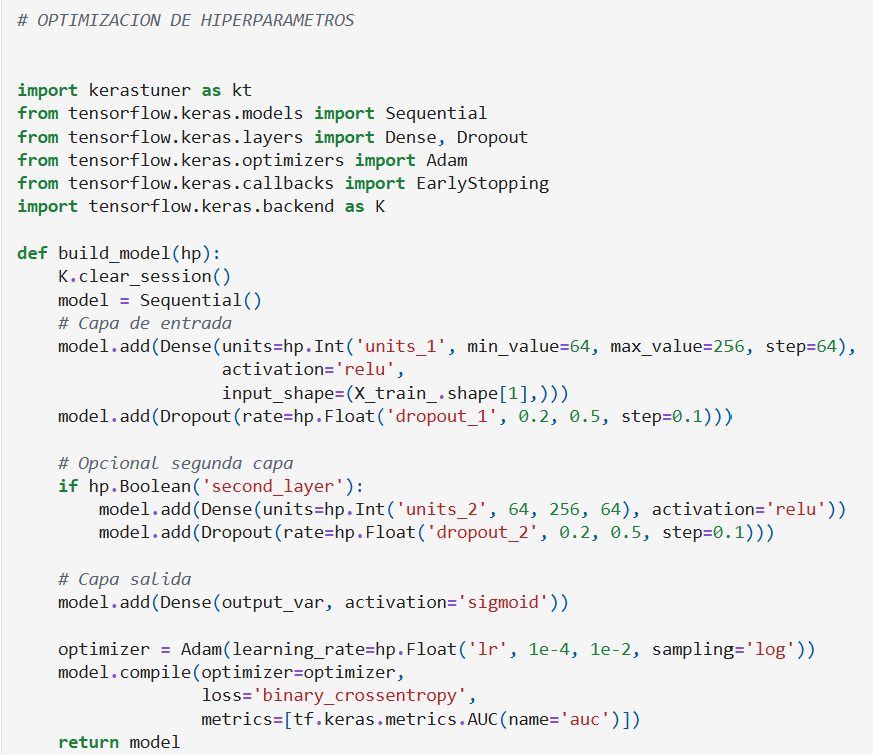 # OPTIMIZACION DE HIPERPARAMETROS
import kerastuner as kt
from tensorflow.keras.models import Sequential
from tensorflow.keras.layers import Dense, Dropout
from tensorflow.keras.optimizers import Adam
from tensorflow.keras.callbacks import EarlyStopping
import tensorflow.keras.backend as K
def build_model(hp):
    K.clear_session()
    model = Sequential()
    # Capa de entrada
    model.add(Dense(units=hp.Int('units_1', min_value=64, max_value=256, step=64),
                    activation='relu',
                    input_shape=(X_train_.shape[1],)))
    model.add(Dropout(rate=hp.Float('dropout_1', 0.2, 0.5, step=0.1)))
    # Opcional segunda capa
    if hp.Boolean('second_layer'):
        model.add(Dense(units=hp.Int('units_2', 64, 256, 64), activation='relu'))
        model.add(Dropout(rate=hp.Float('dropout_2', 0.2, 0.5, step=0.1)))
    # Capa salida
    model.add(Dense(output_var, activation='sigmoid'))
    optimizer = Adam(learning_rate=hp.Float('lr', 1e-4, 1e-2, sampling='log'))
    model.compile(optimizer=optimizer,
                  loss='binary_crossentropy',
                  metrics=[tf.keras.metrics.AUC(name='auc')])
    return model